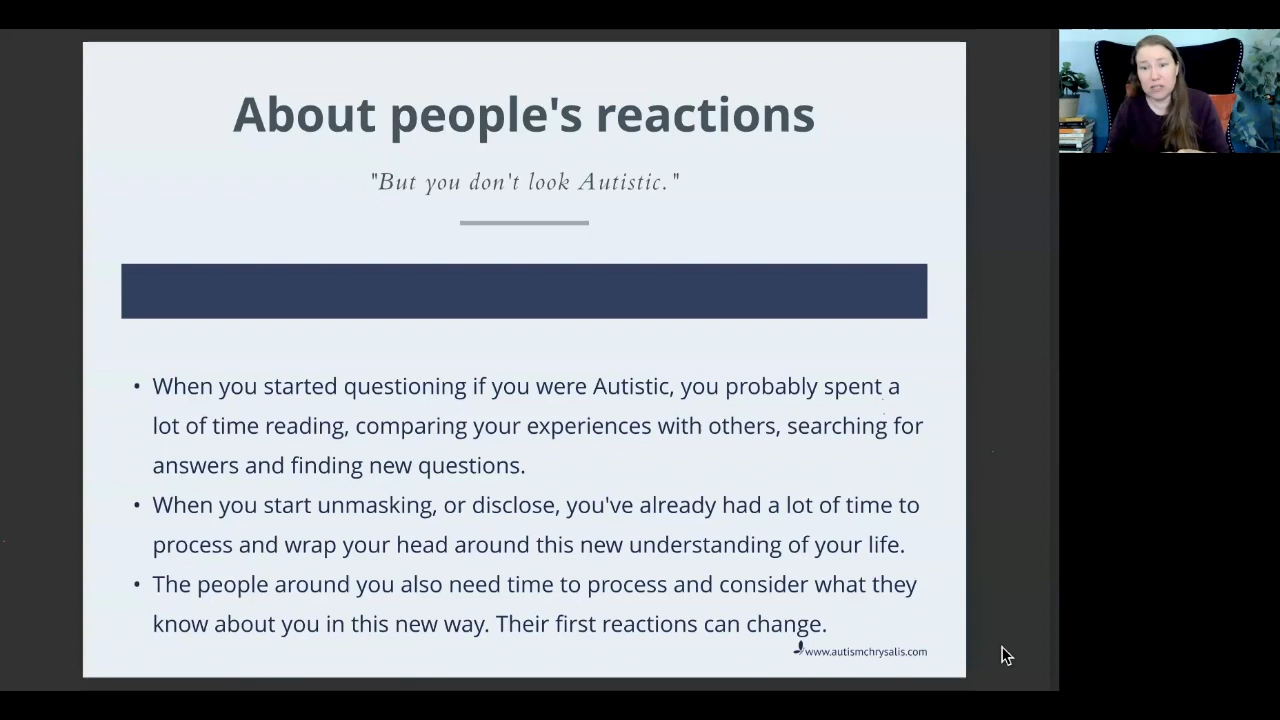 About people's reactions
"But you don't look Autistic."
• When you started questioning if you were Autistic, you probably spent a
lot of time reading, comparing your experiences with others, searching for
answers and finding new questions.
• When you start unmasking, or disclose, you've already had a lot of time to
process and wrap your head around this new understanding of your life.
• The people around you also need time to process and consider what they
know about you in this new way. Their first reactions can change.
www.autismchrysalis.com